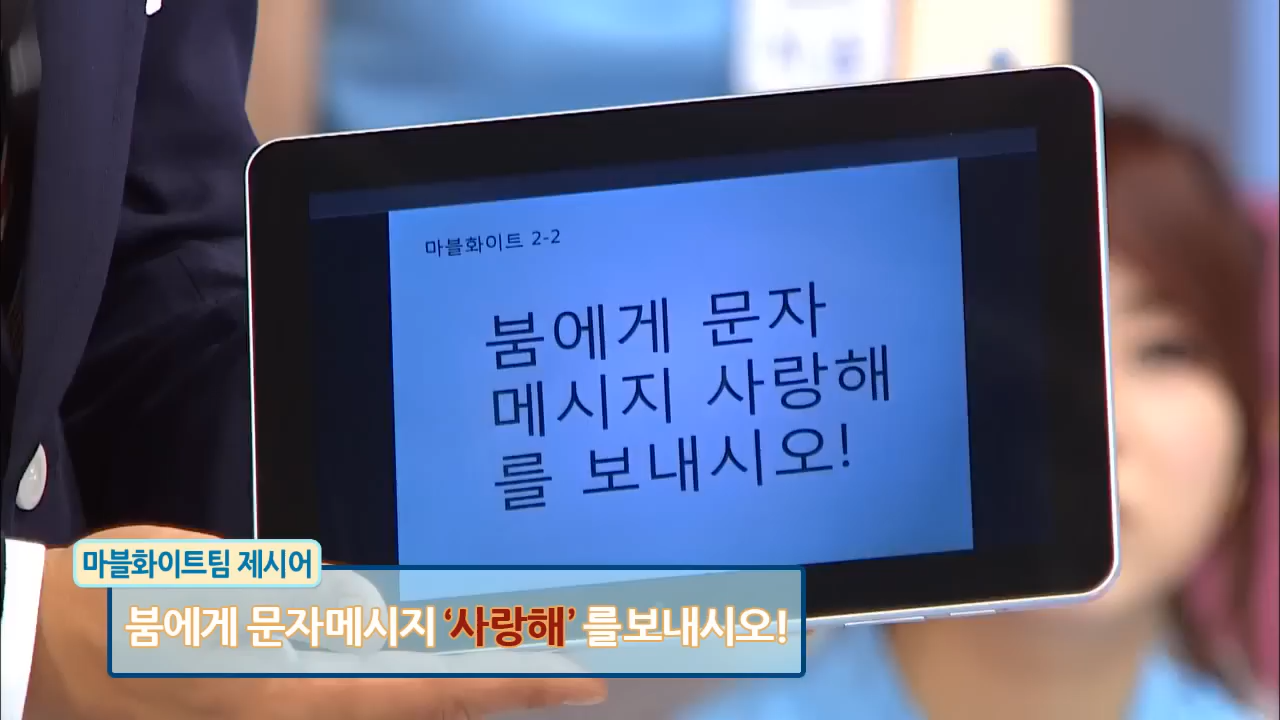 마블화이트 2-2
붐에게 문자
메시지 사랑해
를 보내시오!
마블화이트팀 제시어
붐에게 문자메시지 ‘사랑해’ 를보내시오!